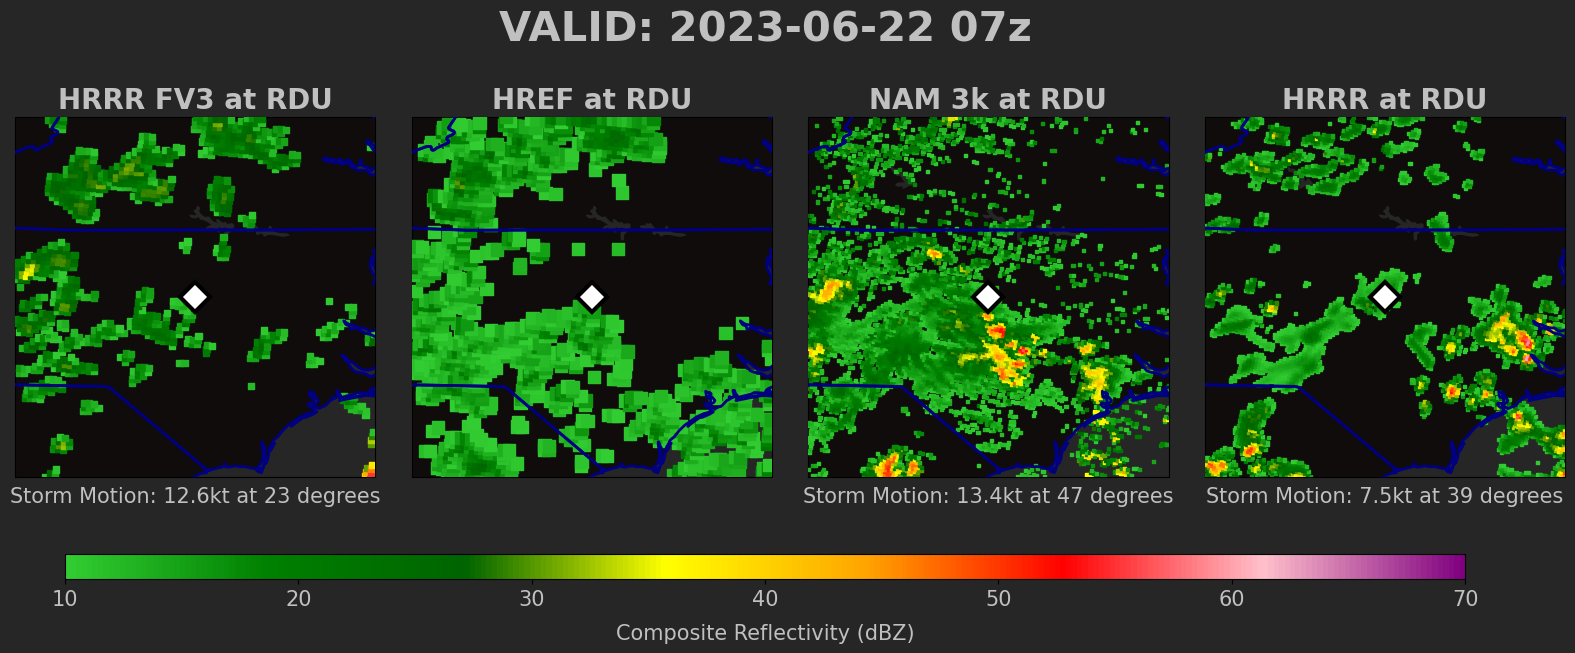 VALID: 2023-06-22 07z
HRRR FV3 at RDU
HREF at RDU
NAM 3k at RDU
HRRR at RDU
Storm Motion: 12.6kt at 23 degrees
Storm Motion: 13.4kt at 47 degrees
Storm Motion: 7.5kt at 39 degrees
10 20 30 40 50 60 70
Composite Reflectivity (dBZ)